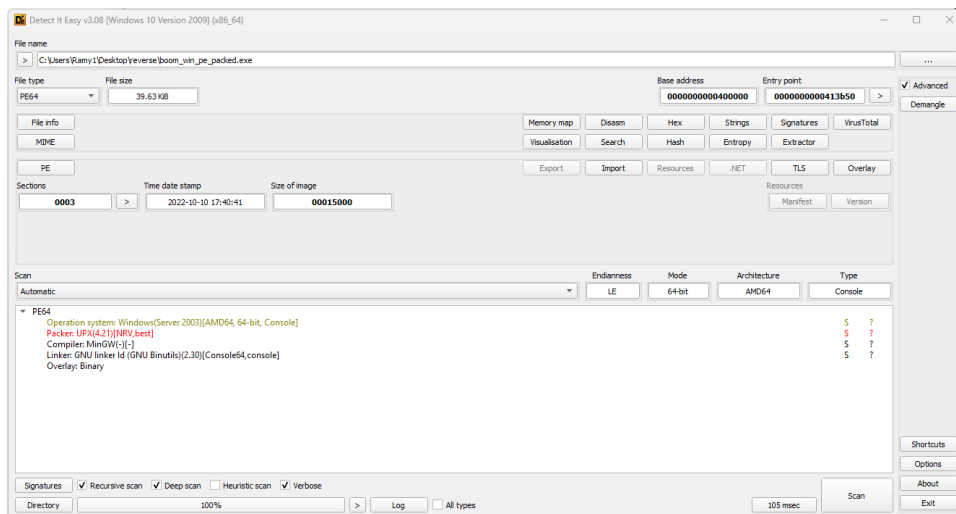 Detect It Easy v3.08 [Windows 10 Version 2009] (x86_64)
File name
> C:\Users\Ramy1\Desktop\reverse\boom_win_pe_packed.exe ...
File type File size Base address Entry point Advanced
PE64 39.63 KiB 0000000000400000 0000000000413b50 > Demangle
File info Memory map Disasm Hex Strings Signatures VirusTotal
MIME Visualisation Search Hash Entropy Extractor
PE Export Import Resources .NET TLS Overlay
Sections Time date stamp Size of image Resources
0003 > 2022-10-10 17:40:41 00015000 Manifest Version
Scan Endianness Mode Architecture Type
Automatic LE 64-bit AMD64 Console
PE64
Operation system: Windows(Server 2003)[AMD64, 64-bit, Console] S ?
Packer: UPX(4.21)[NRV,best] S ?
Compiler: MinGW(-)[-] S ?
Linker: GNU linker ld (GNU Binutils)(2.30)[Console64,console] S ?
Overlay: Binary
Shortcuts
Options
Signatures Recursive scan Deep scan Heuristic scan Verbose Scan About
Directory 100% > Log All types 105 msec Exit